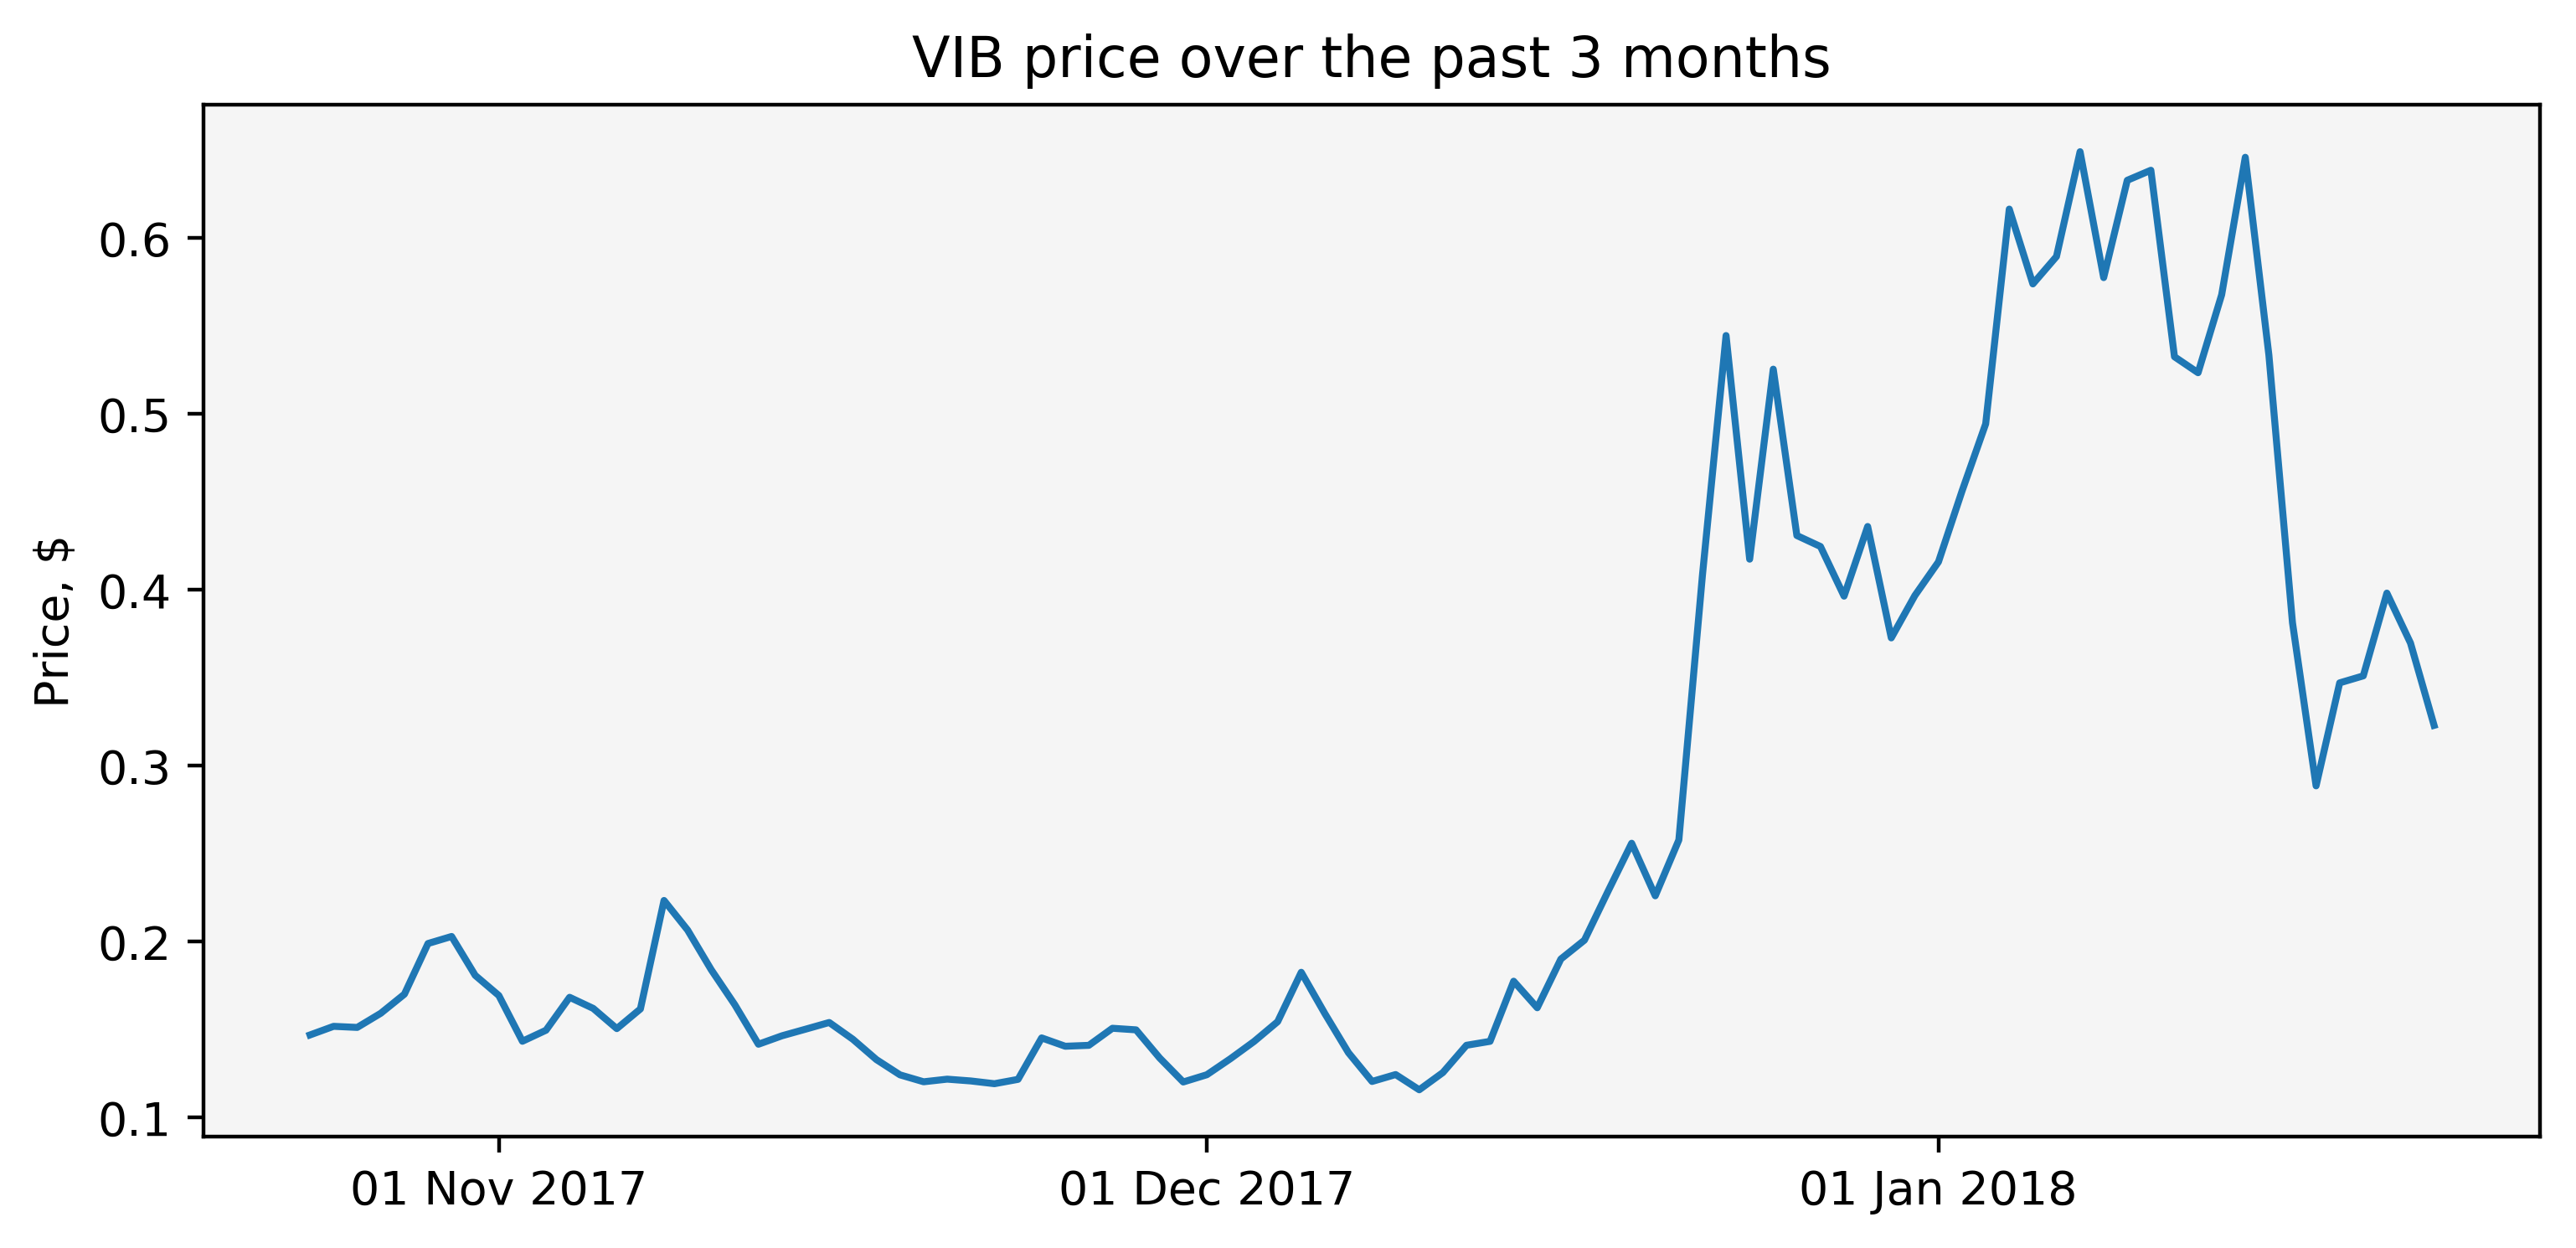 VIB price over the past 3 months
Price, $
0.6
0.5
0.4
0.3
0.2
0.1
01 Nov 2017
01 Dec 2017
01 Jan 2018